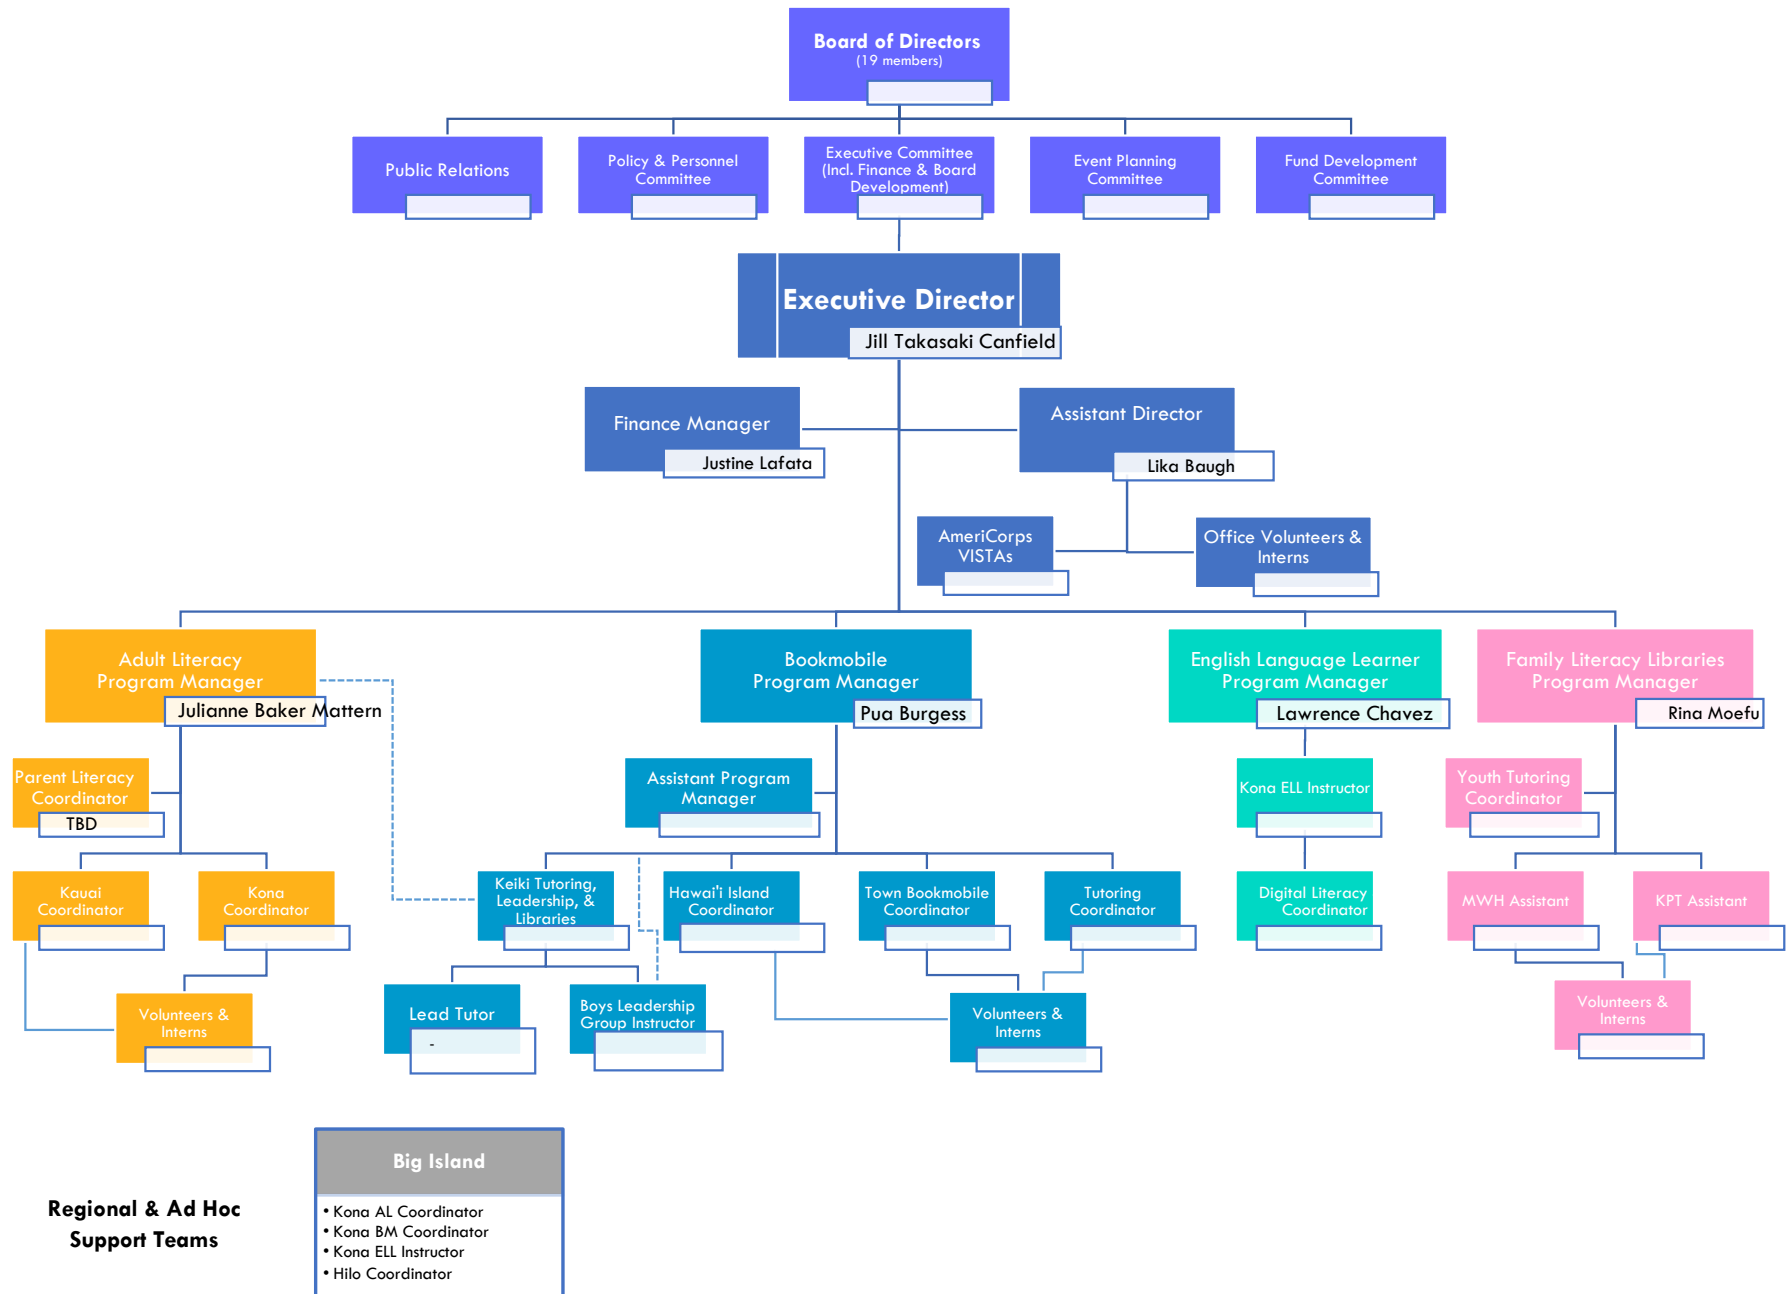 Board of Directors
(19 members)
Public Relations
Policy & Personnel
Committee
Executive Committee
(Incl. Finance & Board
Development)
Event Planning
Committee
Fund Development
Committee
Executive Director
Jill Takasaki Canfield
Finance Manager
Justine Lafata
Assistant Director
Lika Baugh
AmeriCorps
VISTAs
Office Volunteers &
Interns
Adult Literacy
Program Manager
Julianne Baker Mattern
Bookmobile
Program Manager
Pua Burgess
English Language Learner
Program Manager
Lawrence Chavez
Family Literacy Libraries
Program Manager
Rina Moefu
Parent Literacy
Coordinator
TBD
Assistant Program
Manager
Kona ELL Instructor
Youth Tutoring
Coordinator
Kauai
Coordinator
Kona
Coordinator
Keiki Tutoring,
Leadership, &
Libraries
Hawai'i Island
Coordinator
Town Bookmobile
Coordinator
Tutoring
Coordinator
Digital Literacy
Coordinator
MWH Assistant
KPT Assistant
Volunteers &
Interns
Lead Tutor
-
Boys Leadership
Group Instructor
Volunteers &
Interns
Volunteers &
Interns
Regional & Ad Hoc
Support Teams
Big Island
• Kona AL Coordinator
• Kona BM Coordinator
• Kona ELL Instructor
• Hilo Coordinator